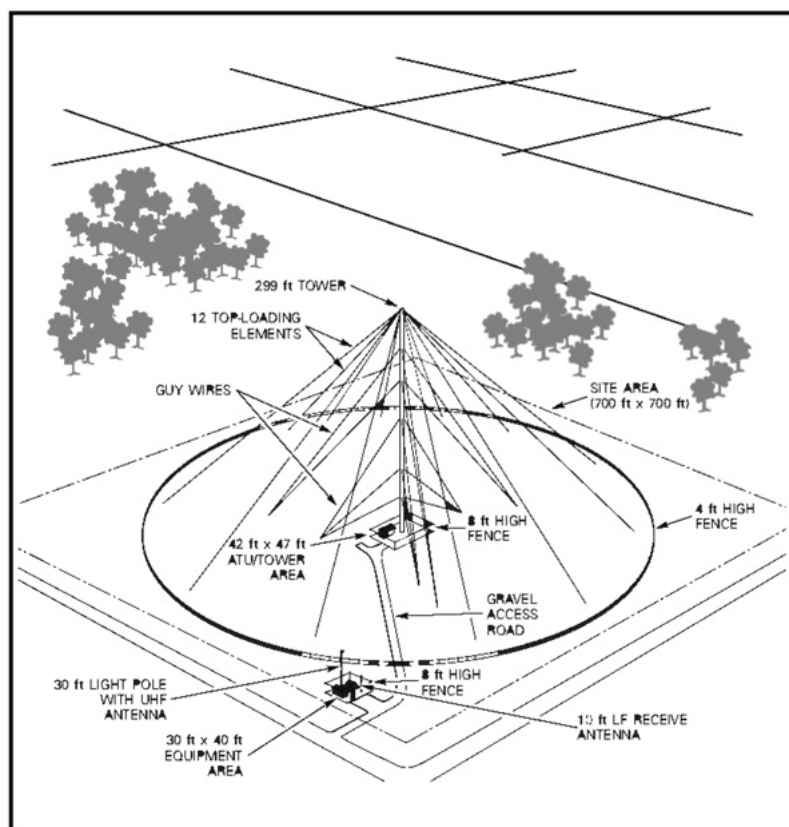 299 ft TOWER
12 TOP-LOADING
ELEMENTS
GUY WIRES
SITE AREA
(700 ft x 700 ft)
4 ft HIGH
FENCE
8 ft HIGH
FENCE
42 ft x 47 ft
ATU/TOWER
AREA
GRAVEL
ACCESS
ROAD
30 ft LIGHT POLE
WITH UHF
ANTENNA
8 ft HIGH
FENCE
10 ft LF RECEIVE
ANTENNA
30 ft x 40 ft
EQUIPMENT
AREA